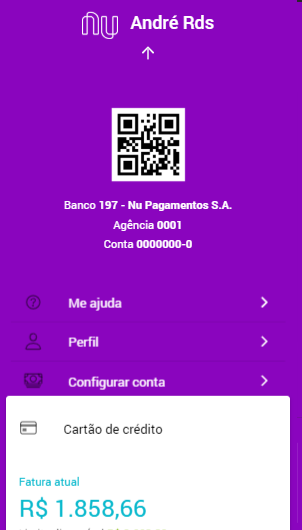 nu André Rds
Banco 197 - Nu Pagamentos S.A.
Agência 0001
Conta 0000000-0
Me ajuda
Perfil
Configurar conta
Cartão de crédito
Fatura atual
R$ 1.858,66